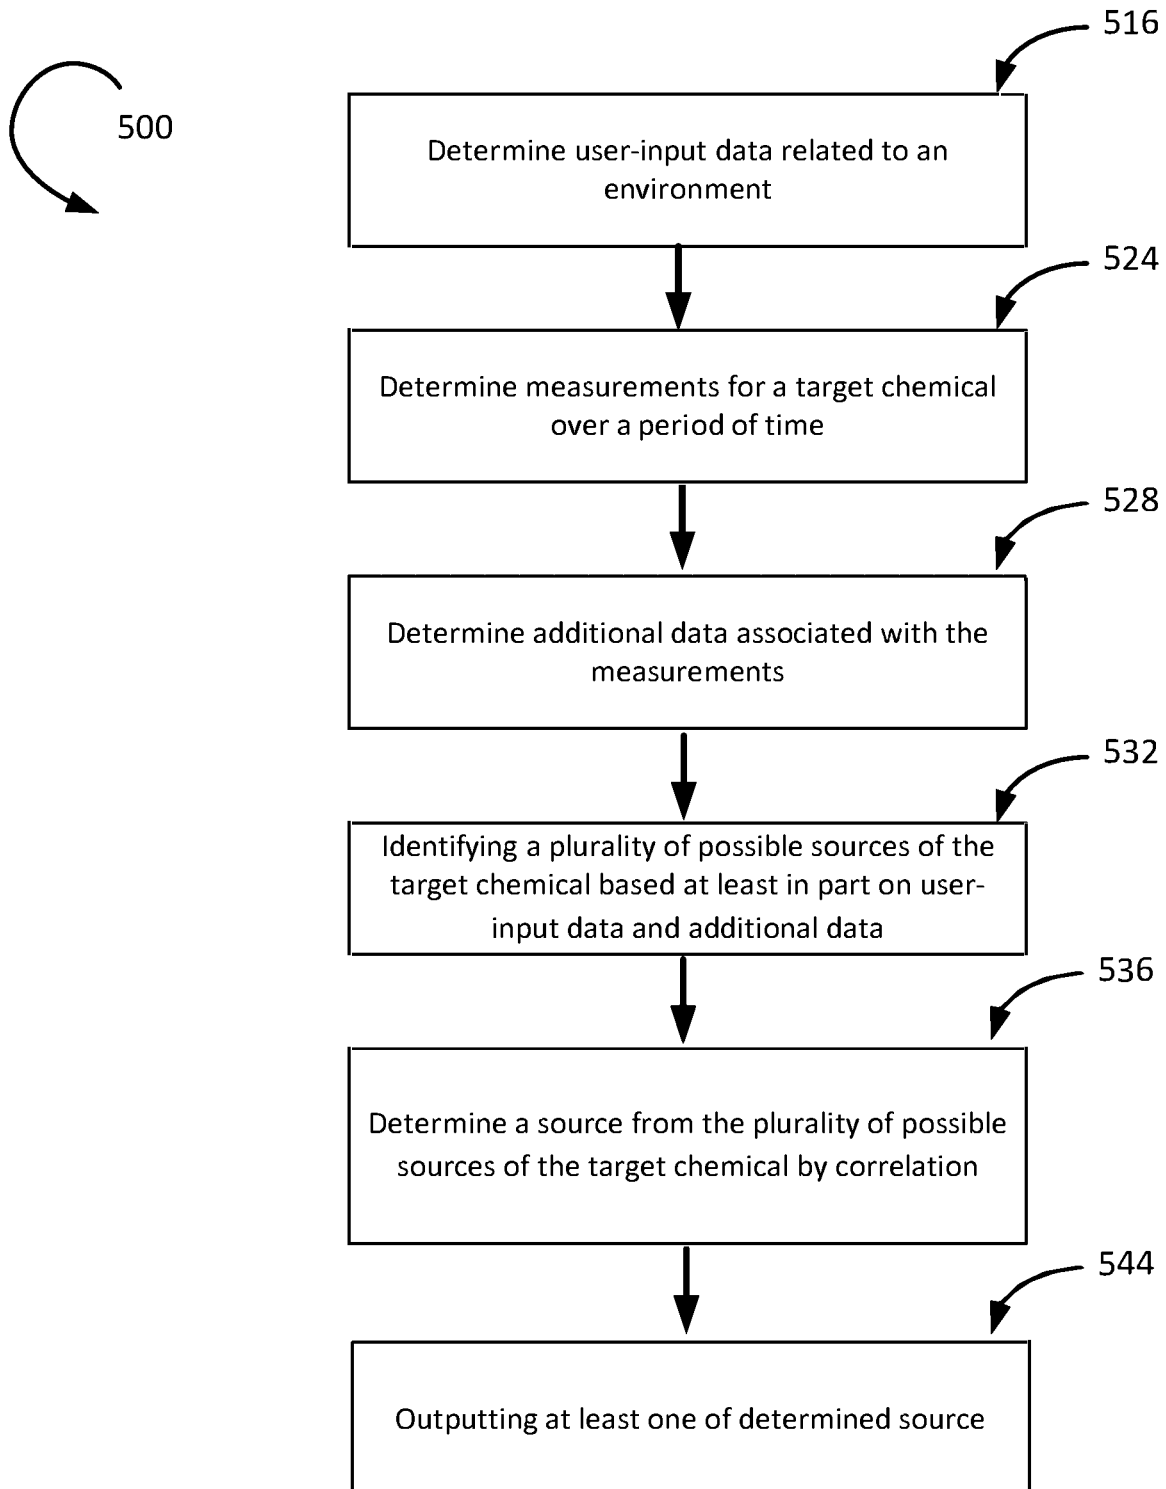 516
500
Determine user-input data related to an
environment
524
Determine measurements for a target chemical
over a period of time
528
Determine additional data associated with the
measurements
532
Identifying a plurality of possible sources of the
target chemical based at least in part on user-
input data and additional data
536
Determine a source from the plurality of possible
sources of the target chemical by correlation
544
Outputting at least one of determined source